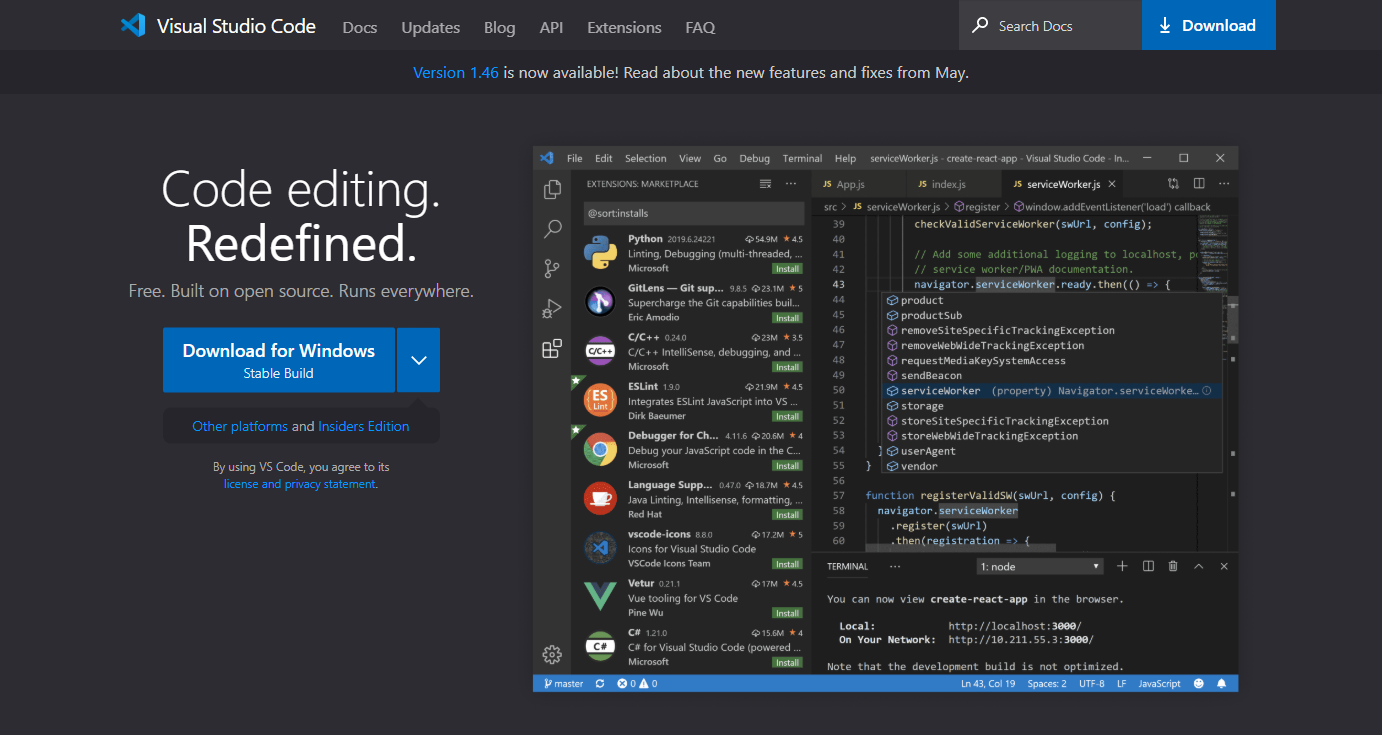 Visual Studio Code Docs Updates Blog API Extensions FAQ Search Docs Download
Version 1.46 is now available! Read about the new features and fixes from May.
Code editing.
Redefined.
Free. Built on open source. Runs everywhere.
Download for Windows
Stable Build
Other platforms and Insiders Edition
By using VS Code, you agree to its
license and privacy statement.
File Edit Selection View Go Debug Terminal Help serviceWorker.js - create-react-app - Visual Studio Code - In...
EXTENSIONS: MARKETPLACE
@sort:installs
Python 2019.6.24221 54.9M 4.5
Linting, Debugging (multi-threaded, ...
Microsoft Install
GitLens — Git sup... 9.8.5 23.1M 5
Supercharge the Git capabilities buil...
Eric Amodio Install
C/C++
C/C++ 0.24.0 23M 3.5
C/C++ IntelliSense, debugging, and ...
Microsoft Install
ES
Lint
ESLint 1.9.0 21.9M 4.5
Integrates ESLint JavaScript into VS ...
Dirk Baeumer Install
Debugger for Ch... 4.11.6 20.6M 4
Debug your JavaScript code in the C...
Microsoft Install
Language Supp... 0.47.0 18.7M 4.5
Java Linting, Intellisense, formatting, ...
Red Hat Install
vscode-icons 8.8.0 17.2M 5
Icons for Visual Studio Code
VSCode Icons Team Install
Vetur 0.21.1 17M 4.5
Vue tooling for VS Code
Pine Wu Install
C#
C# 1.21.0 15.6M 4
C# for Visual Studio Code (powered ...
Microsoft Install
JS App.js JS index.js JS serviceWorker.js
src > JS serviceWorker.js > register > window.addEventListener('load') callback
39 checkValidServiceWorker(swUrl, config);
40
41 // Add some additional logging to localhost, po
42 // service worker/PWA documentation.
43 navigator.serviceWorker.ready.then(() => {
44 product
45 productSub
46 removeSiteSpecificTrackingException
47 removeWebWideTrackingException
48 requestMediaKeySystemAccess
49 sendBeacon
50 serviceWorker (property) Navigator.serviceWorke...
51 storage
52 storeSiteSpecificTrackingException
53 storeWebWideTrackingException
54 } userAgent
55 } vendor
56
57 function registerValidSW(swUrl, config) {
58 navigator.serviceWorker
59 .register(swUrl)
60 .then(registration => {
TERMINAL ... 1: node
You can now view create-react-app in the browser.
Local: http://localhost:3000/
On Your Network: http://10.211.55.3:3000/
Note that the development build is not optimized.
master 0 0 Ln 43, Col 19 Spaces: 2 UTF-8 LF JavaScript